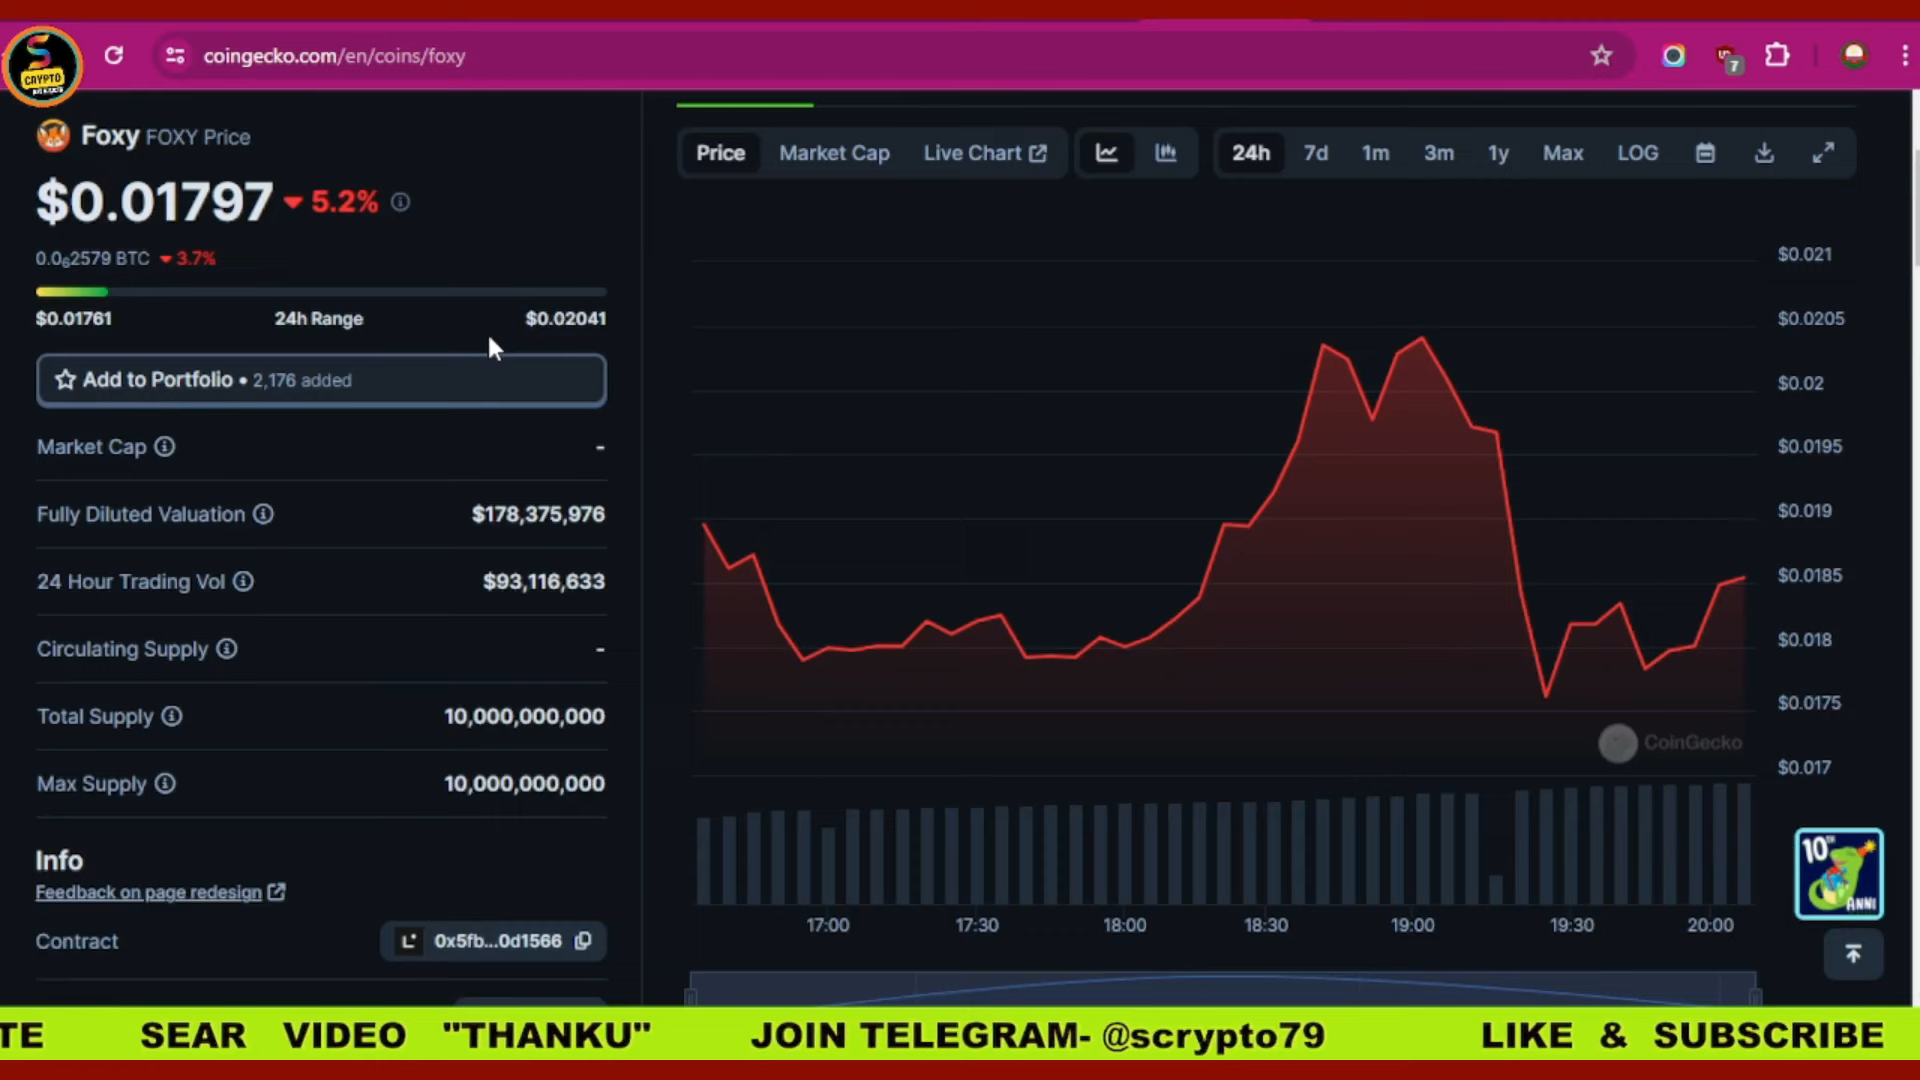 CRYPTO
coingecko.com/en/coins/foxy
7
Foxy FOXY Price
$0.01797 5.2%
0.0₆2579 BTC 3.7%
$0.01761 24h Range $0.02041
Add to Portfolio • 2,176 added
Market Cap -
Fully Diluted Valuation $178,375,976
24 Hour Trading Vol $93,116,633
Circulating Supply -
Total Supply 10,000,000,000
Max Supply 10,000,000,000
Info
Feedback on page redesign
Contract 0x5fb...0d1566
Price Market Cap Live Chart 24h 7d 1m 3m 1y Max LOG
$0.021
$0.0205
$0.02
$0.0195
$0.019
$0.0185
$0.018
$0.0175
$0.017
CoinGecko
17:00 17:30 18:00 18:30 19:00 19:30 20:00
10TH
ANNI
TE SEAR VIDEO "THANKU" JOIN TELEGRAM- @scrypto79 LIKE & SUBSCRIBE